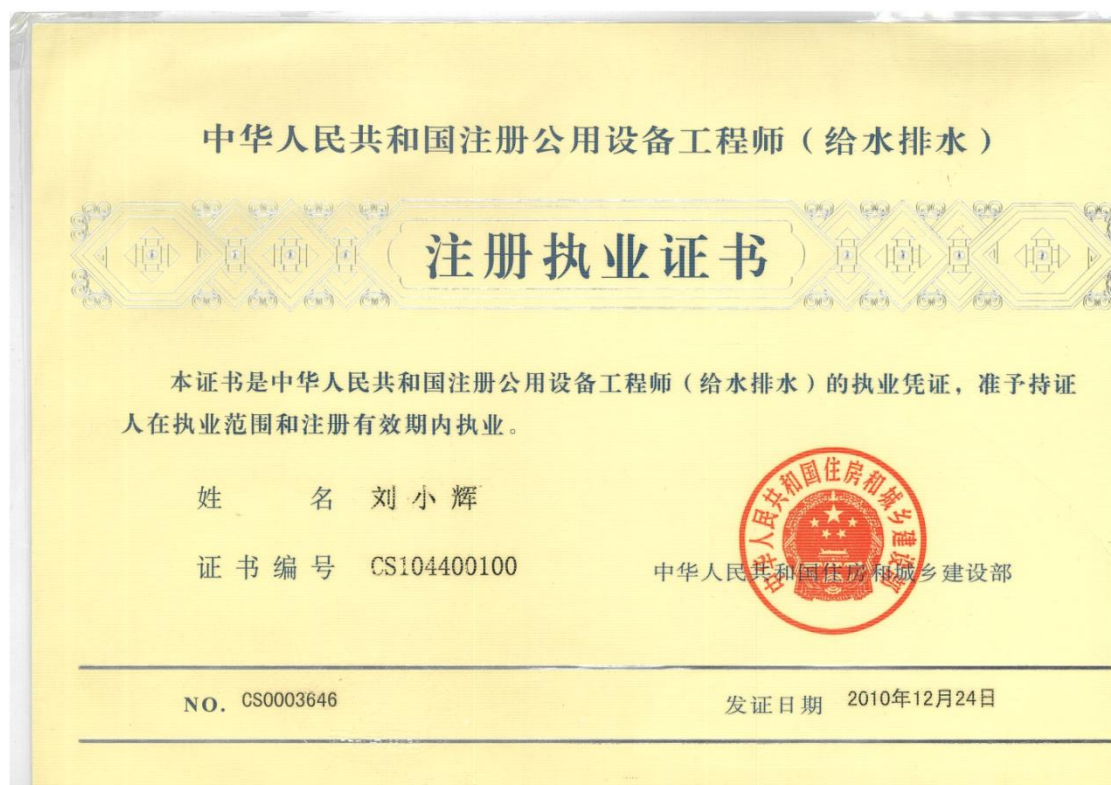 中华人民共和国注册公用设备工程师（给水排水）
注册执业证书
本证书是中华人民共和国注册公用设备工程师（给水排水）的执业凭证，准予持证
人在执业范围和注册有效期内执业。
姓 名 刘小辉
证书编号 CS104400100
中华人民共和国住房和城乡建设部
中华人民共和国住房和城乡建设部
NO. CS0003646
发证日期 2010年12月24日